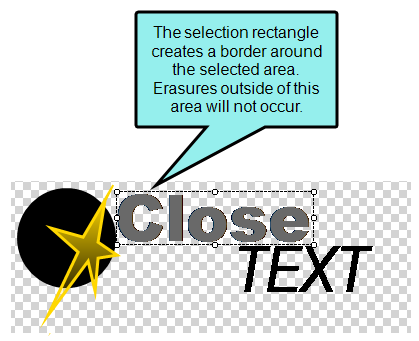 The selection rectangle
creates a border around
the selected area.
Erasures outside of this
area will not occur.
Close
TEXT